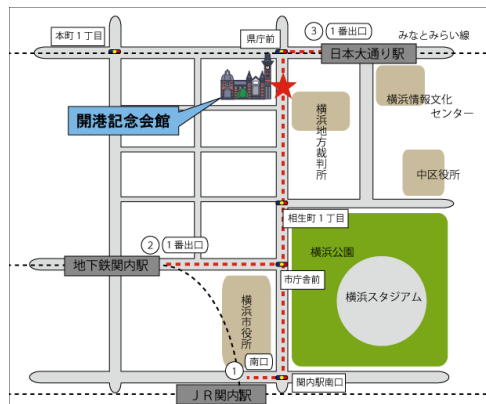 本町１丁目
県庁前
③ １番出口
みなとみらい線
日本大通り駅
開港記念会館
横浜地方裁判所
横浜情報文化
センター
中区役所
相生町１丁目
② １番出口
横浜公園
地下鉄関内駅
市庁舎前
横浜スタジアム
横浜市役所
① 南口
関内駅南口
ＪＲ関内駅